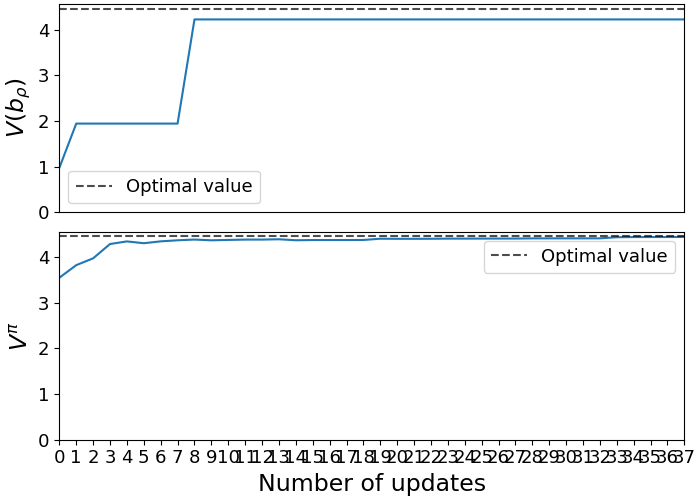 4
3
2
1
0
V(b_ρ)
Optimal value
4
3
2
1
0
V^π
Optimal value
0 1 2 3 4 5 6 7 8 9 10 11 12 13 14 15 16 17 18 19 20 21 22 23 24 25 26 27 28 29 30 31 32 33 34 35 36 37
Number of updates